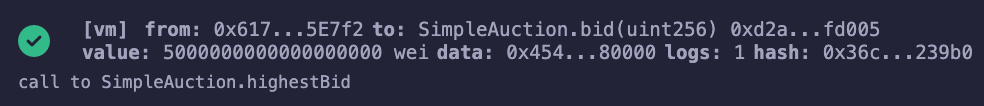 [vm] from: 0x617...5E7f2 to: SimpleAuction.bid(uint256) 0xd2a...fd005
value: 5000000000000000000 wei data: 0x454...80000 logs: 1 hash: 0x36c...239b0
call to SimpleAuction.highestBid